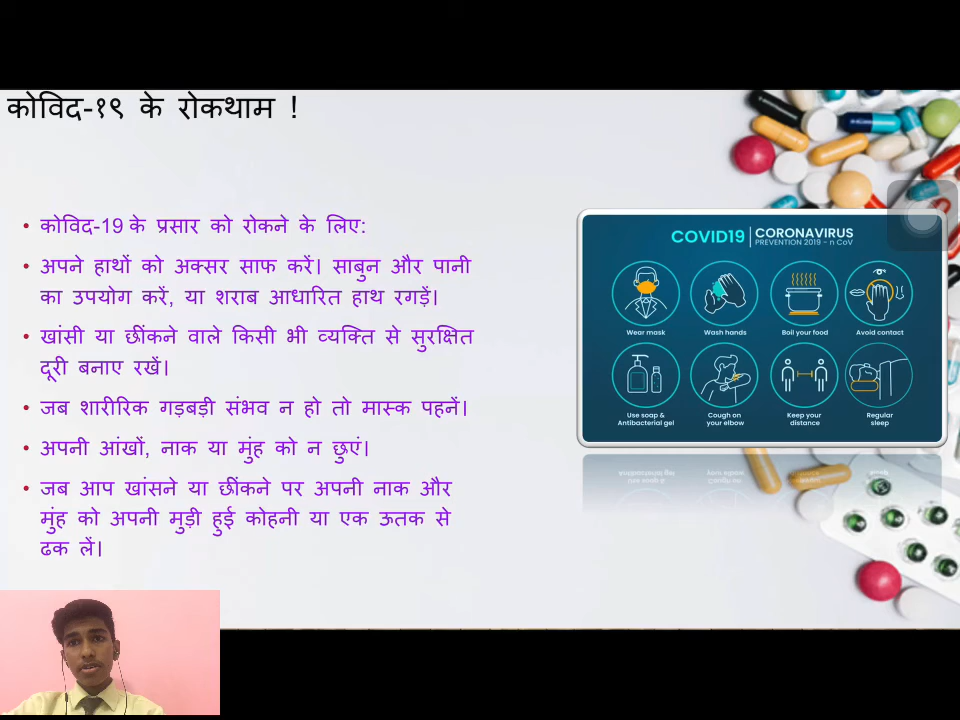 कोविद-१९ के रोकथाम !
• कोविद-19 के प्रसार को रोकने के लिए:
• अपने हाथों को अक्सर साफ करें। साबुन और पानी
का उपयोग करें, या शराब आधारित हाथ रगड़ें।
• खांसी या छींकने वाले किसी भी व्यक्ति से सुरक्षित
दूरी बनाए रखें।
• जब शारीरिक गड़बड़ी संभव न हो तो मास्क पहनें।
• अपनी आंखों, नाक या मुंह को न छुएं।
• जब आप खांसने या छींकने पर अपनी नाक और
मुंह को अपनी मुड़ी हुई कोहनी या एक ऊतक से
ढक लें।
COVID19 | CORONAVIRUS
PREVENTION 2019 - n CoV
Wear mask
Wash hands
Boil your food
Avoid contact
Use soap &
Antibacterial gel
Cough on
your elbow
Keep your
distance
Regular
sleep